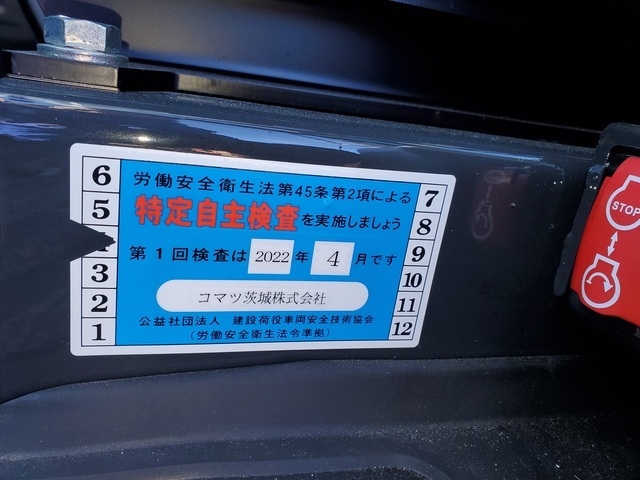 労働安全衛生法第45条第2項による
特定自主検査を実施しましょう
第1回検査は 2022 年 4 月です
コマツ茨城株式会社
公益社団法人 建設荷役車両安全技術協会
(労働安全衛生法令準拠)
6
5
3
2
1
7
8
9
10
11
12
STOP